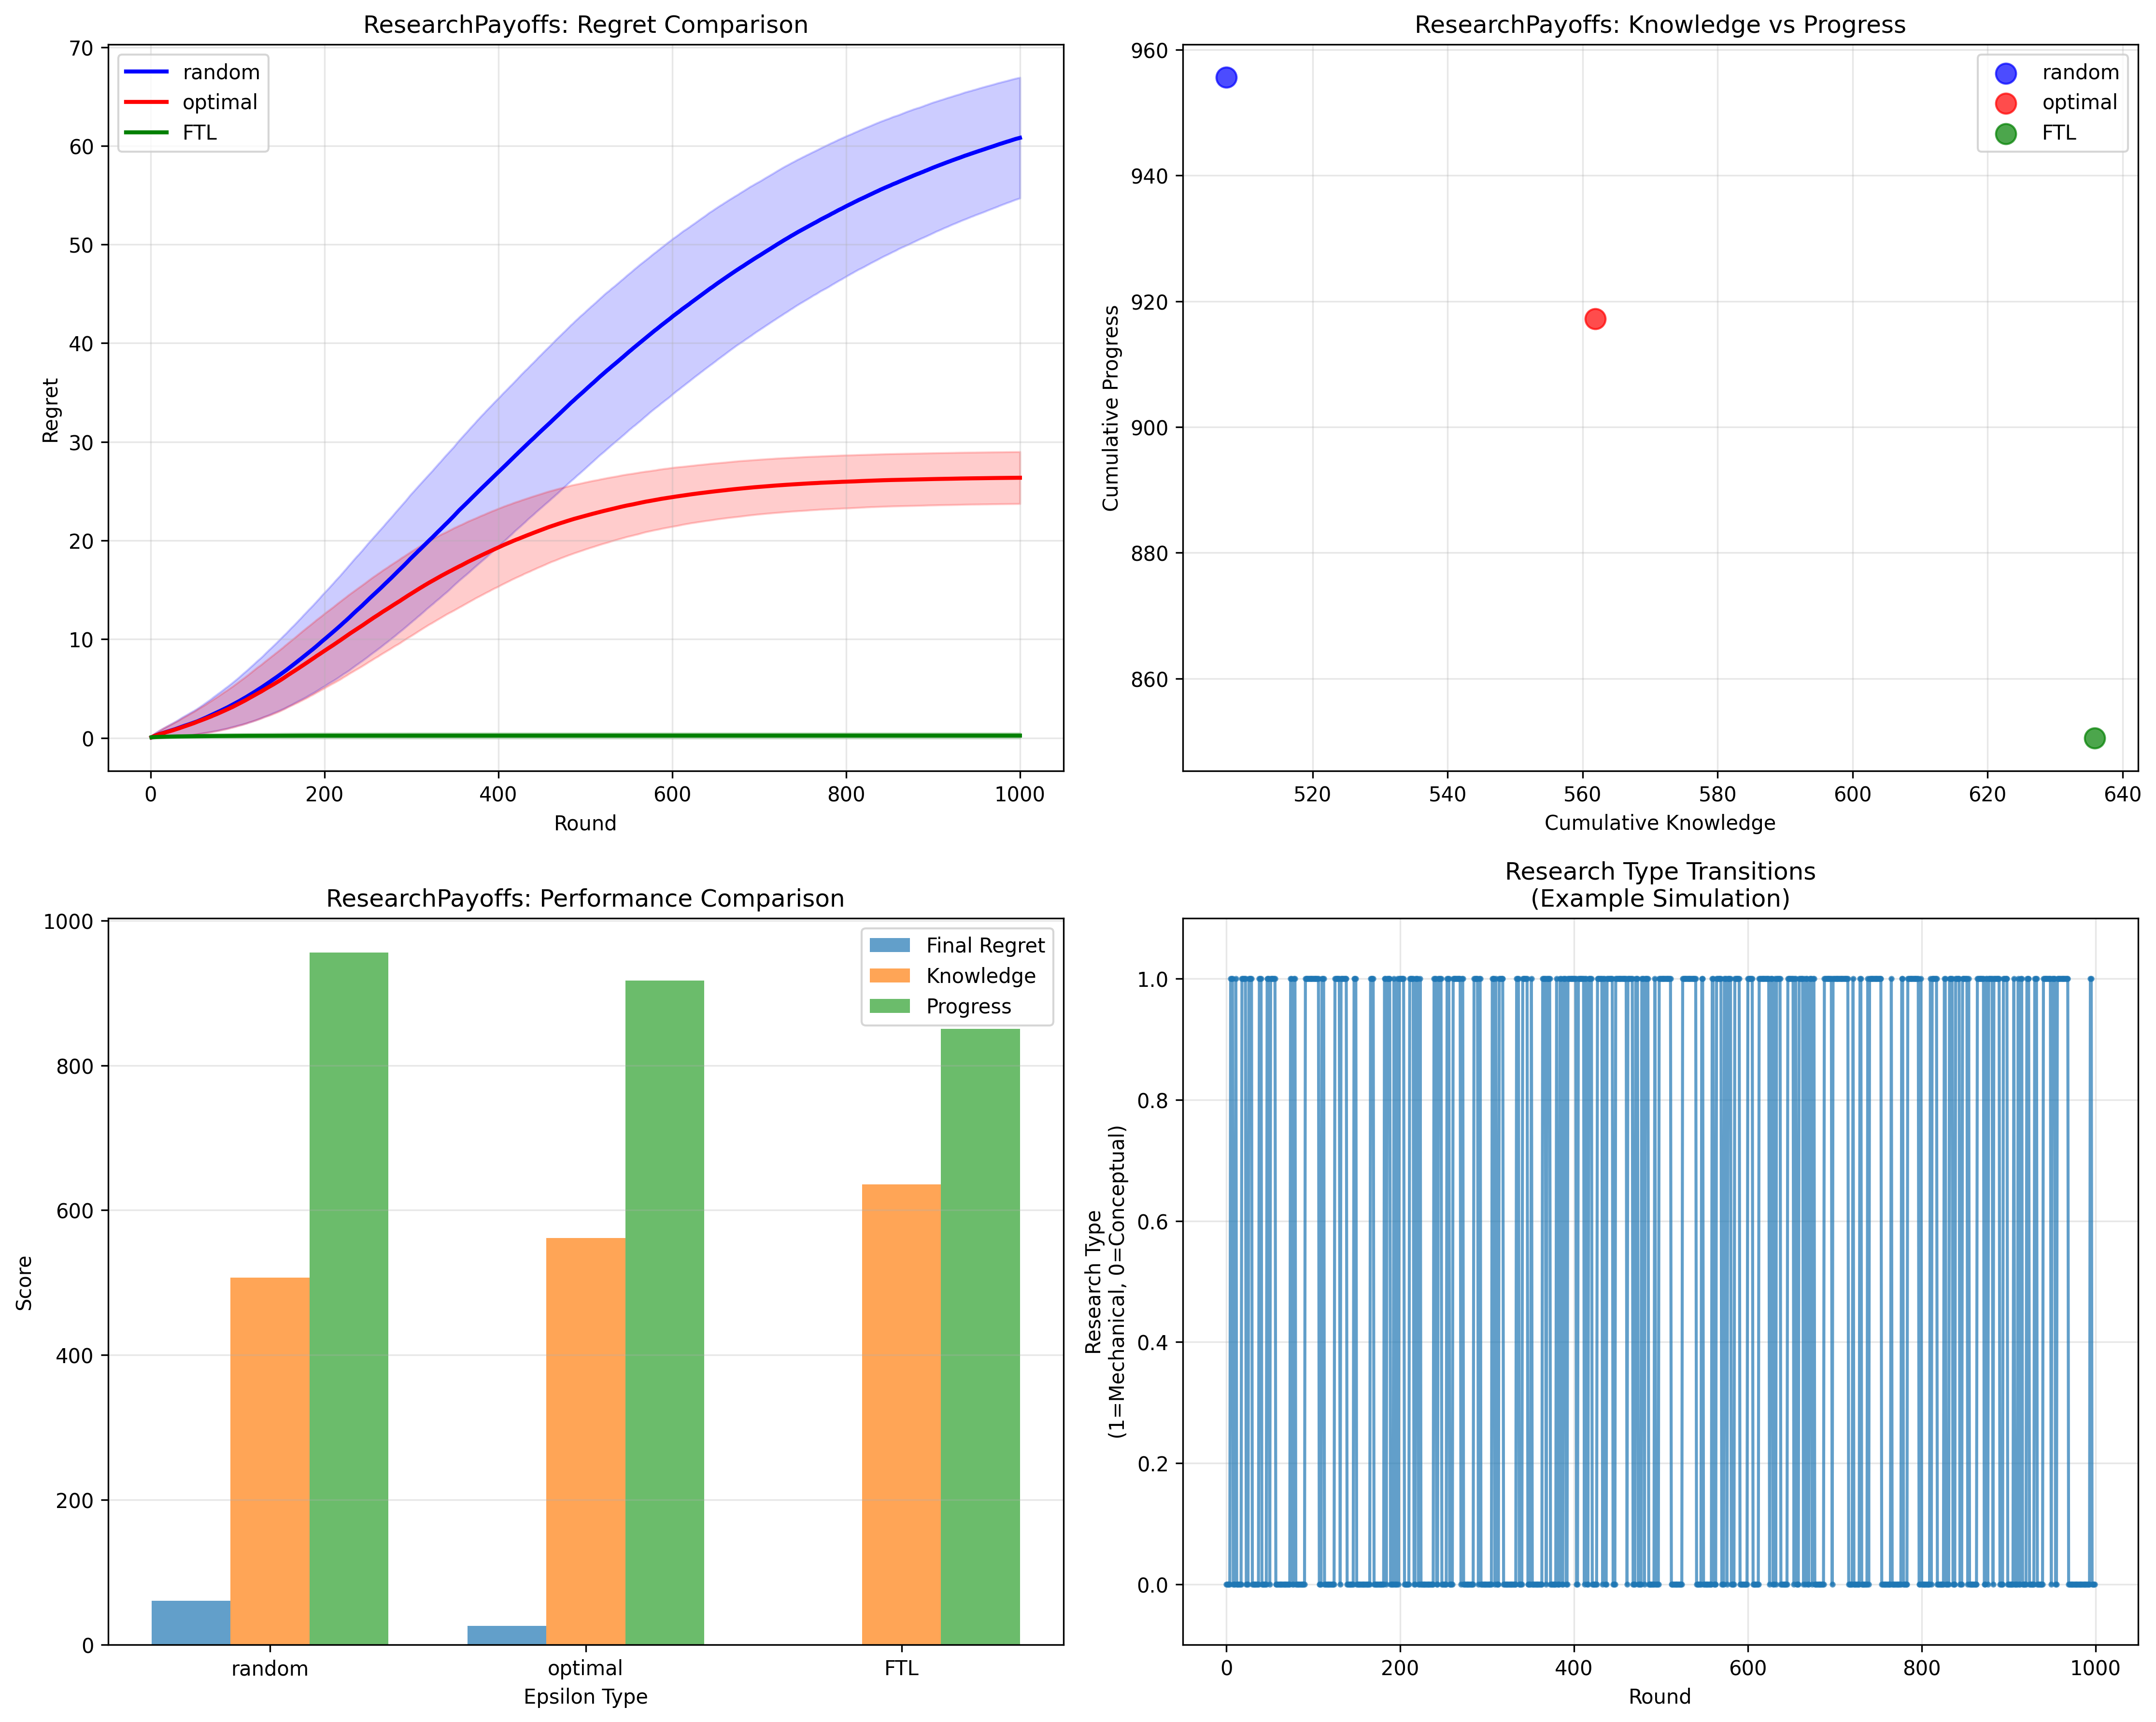 ResearchPayoffs: Regret Comparison
70
60
50
40
30
20
10
0
Regret
random
optimal
FTL
0 200 400 600 800 1000
Round
ResearchPayoffs: Knowledge vs Progress
960
940
920
900
880
860
Cumulative Progress
random
optimal
FTL
520 540 560 580 600 620 640
Cumulative Knowledge
ResearchPayoffs: Performance Comparison
1000
800
600
400
200
0
Score
Final Regret
Knowledge
Progress
random optimal FTL
Epsilon Type
Research Type Transitions
(Example Simulation)
1.0
0.8
0.6
0.4
0.2
0.0
Research Type
(1=Mechanical, 0=Conceptual)
0 200 400 600 800 1000
Round